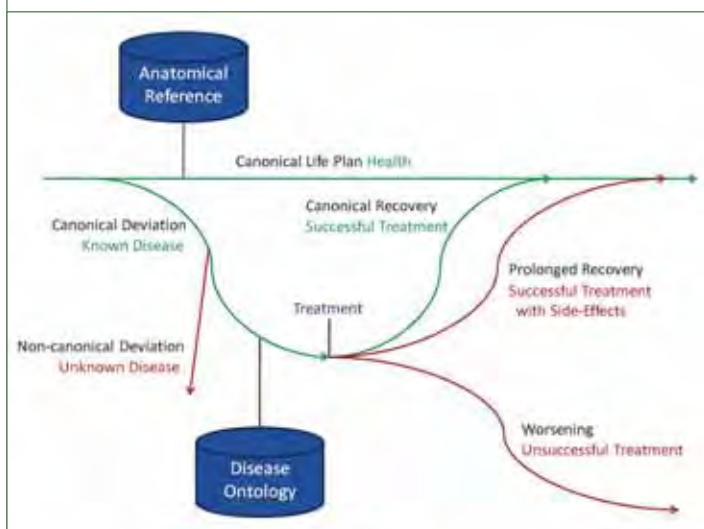 Anatomical
Reference
Canonical Life Plan Health
Canonical Deviation
Known Disease
Canonical Recovery
Successful Treatment
Prolonged Recovery
Successful Treatment
with Side-Effects
Treatment
Non-canonical Deviation
Unknown Disease
Worsening
Unsuccessful Treatment
Disease
Ontology